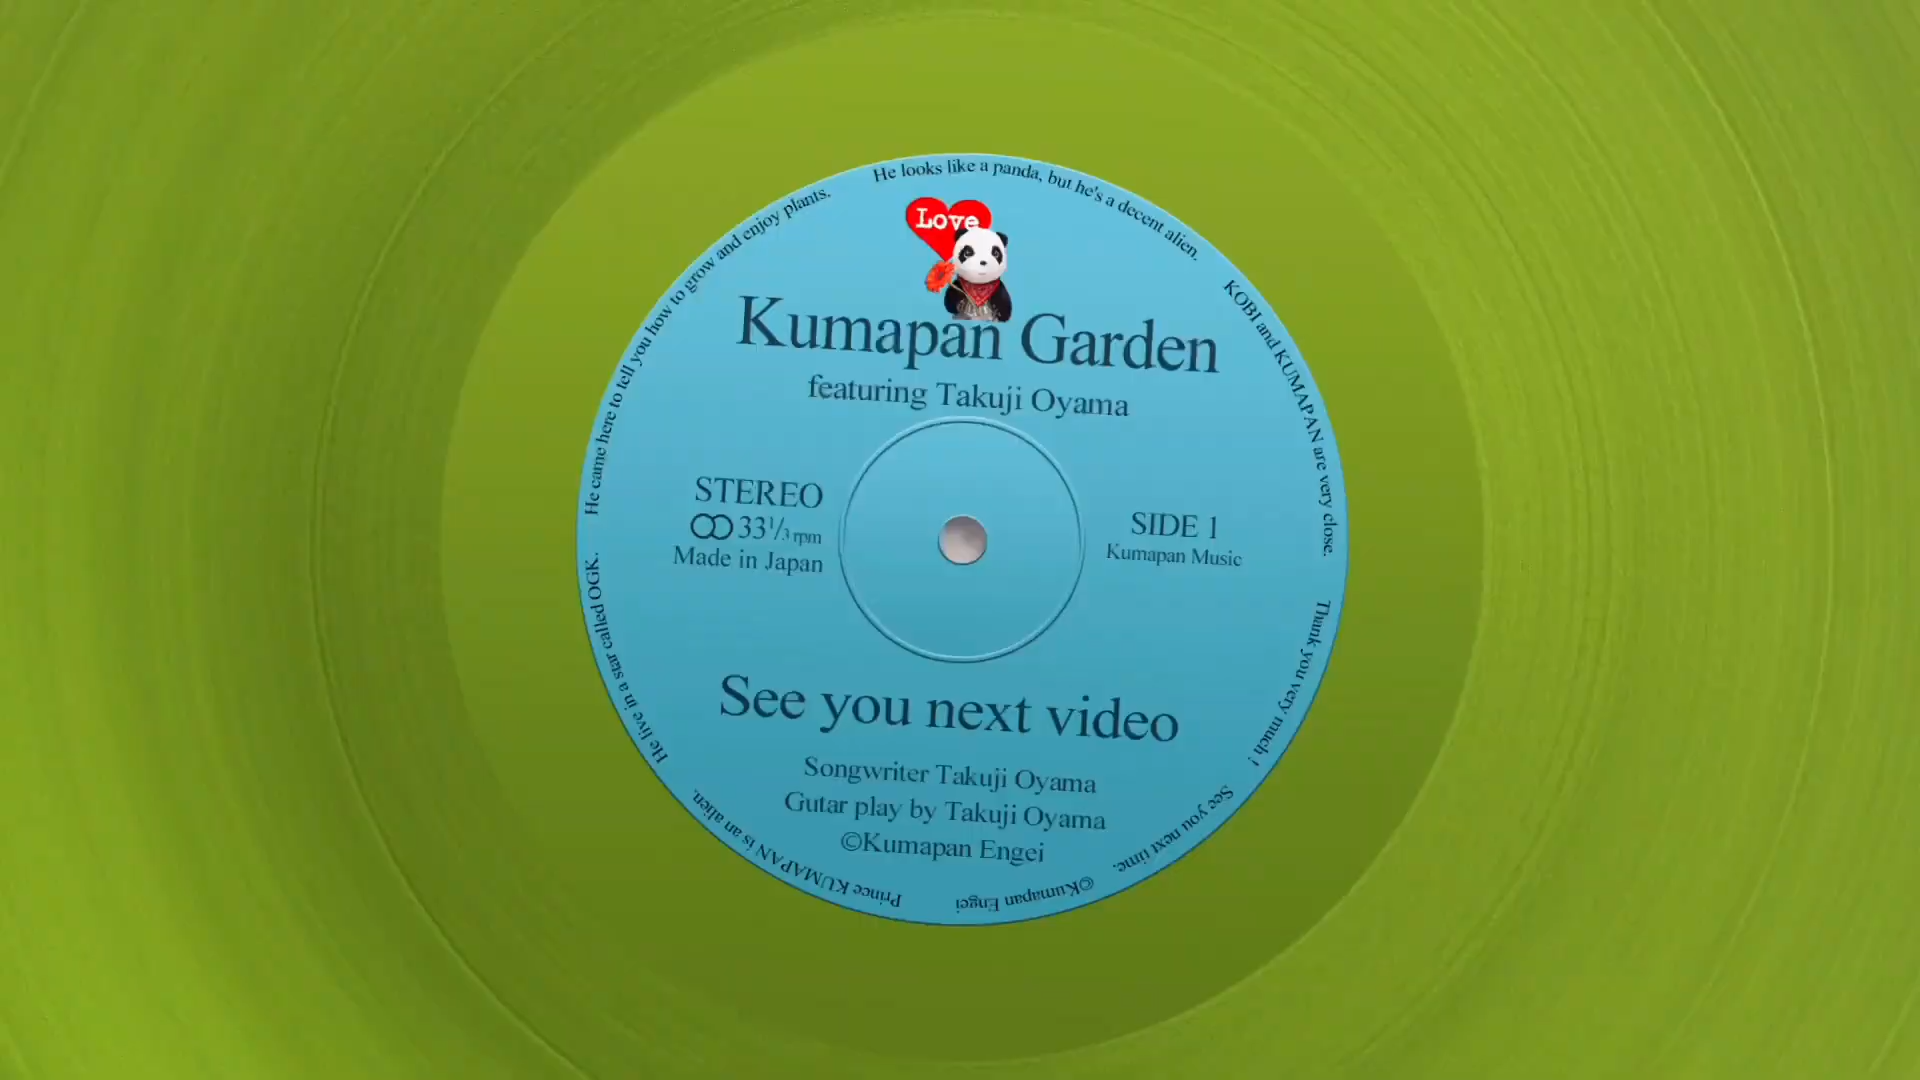 Love
Kumapan Garden
featuring Takuji Oyama
STEREO
33 1/3 rpm
Made in Japan
SIDE 1
Kumapan Music
See you next video
Songwriter Takuji Oyama
Gutar play by Takuji Oyama
©Kumapan Engei
Prince KUMAPAN is an alien.
He live in a star called OGK.
He came here to tell you how to grow and enjoy plants.
He looks like a panda, but he's a decent alien.
KOBI and KUMAPAN are very close.
Thank you very much !
See you next time.
©Kumapan Engei